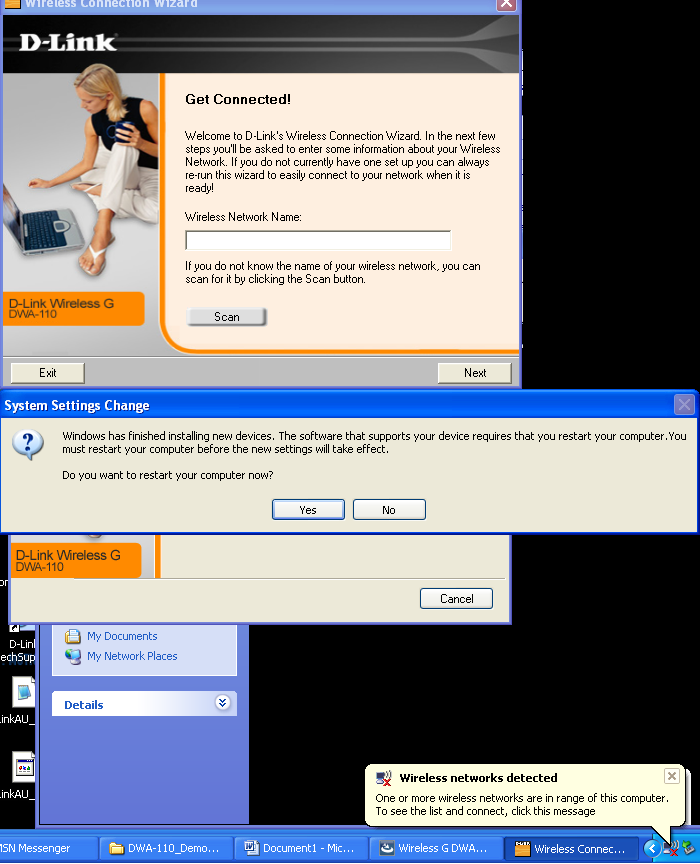 Wireless Connection Wizard
D-Link
Get Connected!
Welcome to D-Link's Wireless Connection Wizard. In the next few
steps you'll be asked to enter some information about your Wireless
Network. If you do not currently have one set up you can always
re-run this wizard to easily connect to your network when it is
ready!
Wireless Network Name:
If you do not know the name of your wireless network, you can
scan for it by clicking the Scan button.
D-Link Wireless G
DWA-110
Scan
Exit
Next
System Settings Change
Windows has finished installing new devices. The software that supports your device requires that you restart your computer.You
must restart your computer before the new settings will take effect.
Do you want to restart your computer now?
Yes
No
D-Link Wireless G
DWA-110
Cancel
D-Lin
echSup
My Documents
My Network Places
Details
inkAU_
inkAU_
Wireless networks detected
One or more wireless networks are in range of this computer.
To see the list and connect, click this message
MSN Messenger
DWA-110_Demo...
Document1 - Mic...
Wireless G DWA...
Wireless Connec...